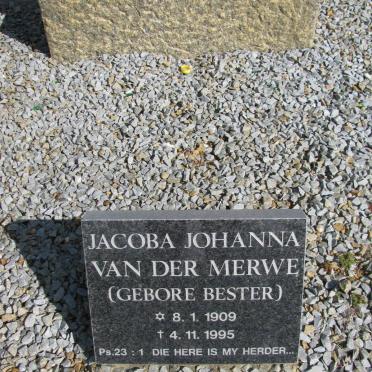 JACOBA JOHANNA
VAN DER MERWE
(GEBORE BESTER)
✡ 8.1.1909
† 4.11.1995
Ps.23 : 1 DIE HERE IS MY HERDER...